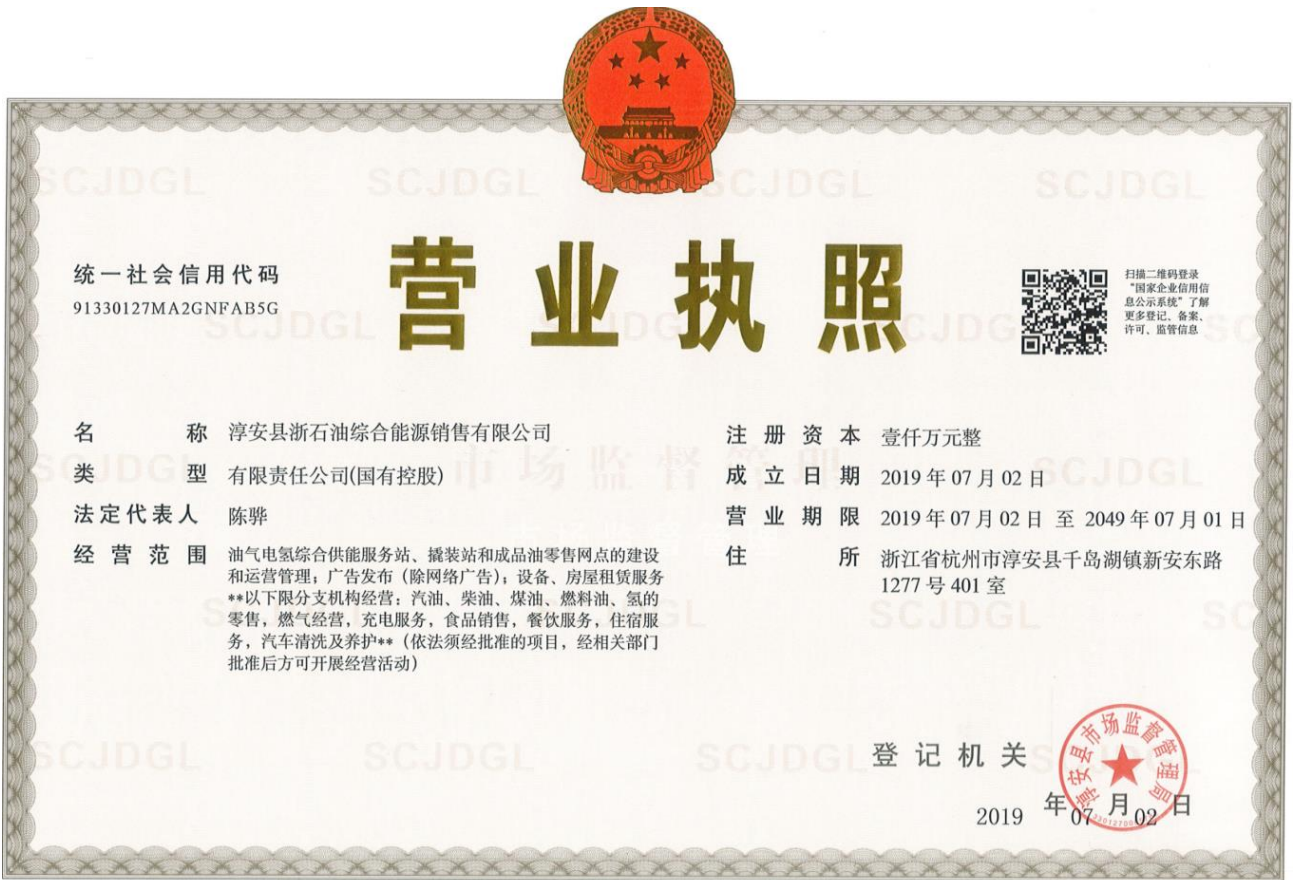 营业执照
统一社会信用代码
91330127MA2GNFAB5G
扫描二维码登录
“国家企业信用信
息公示系统”了解
更多登记、备案、
许可、监管信息
名称 淳安县浙石油综合能源销售有限公司
类型 有限责任公司(国有控股)
法定代表人 陈骅
经营范围 油气电氢综合供能服务站、撬装站和成品油零售网点的建设
和运营管理；广告发布（除网络广告）；设备、房屋租赁服务
**以下限分支机构经营：汽油、柴油、煤油、燃料油、氢的
零售，燃气经营，充电服务，食品销售，餐饮服务，住宿服
务，汽车清洗及养护**（依法须经批准的项目，经相关部门
批准后方可开展经营活动）
注册资本 壹仟万元整
成立日期 2019年07月02日
营业期限 2019年07月02日 至 2049年07月01日
住所 浙江省杭州市淳安县千岛湖镇新安东路
1277号401室
登记机关
淳安县市场监督管理局
2019 年 07 月 02 日
SCJDGL
市场监督管理